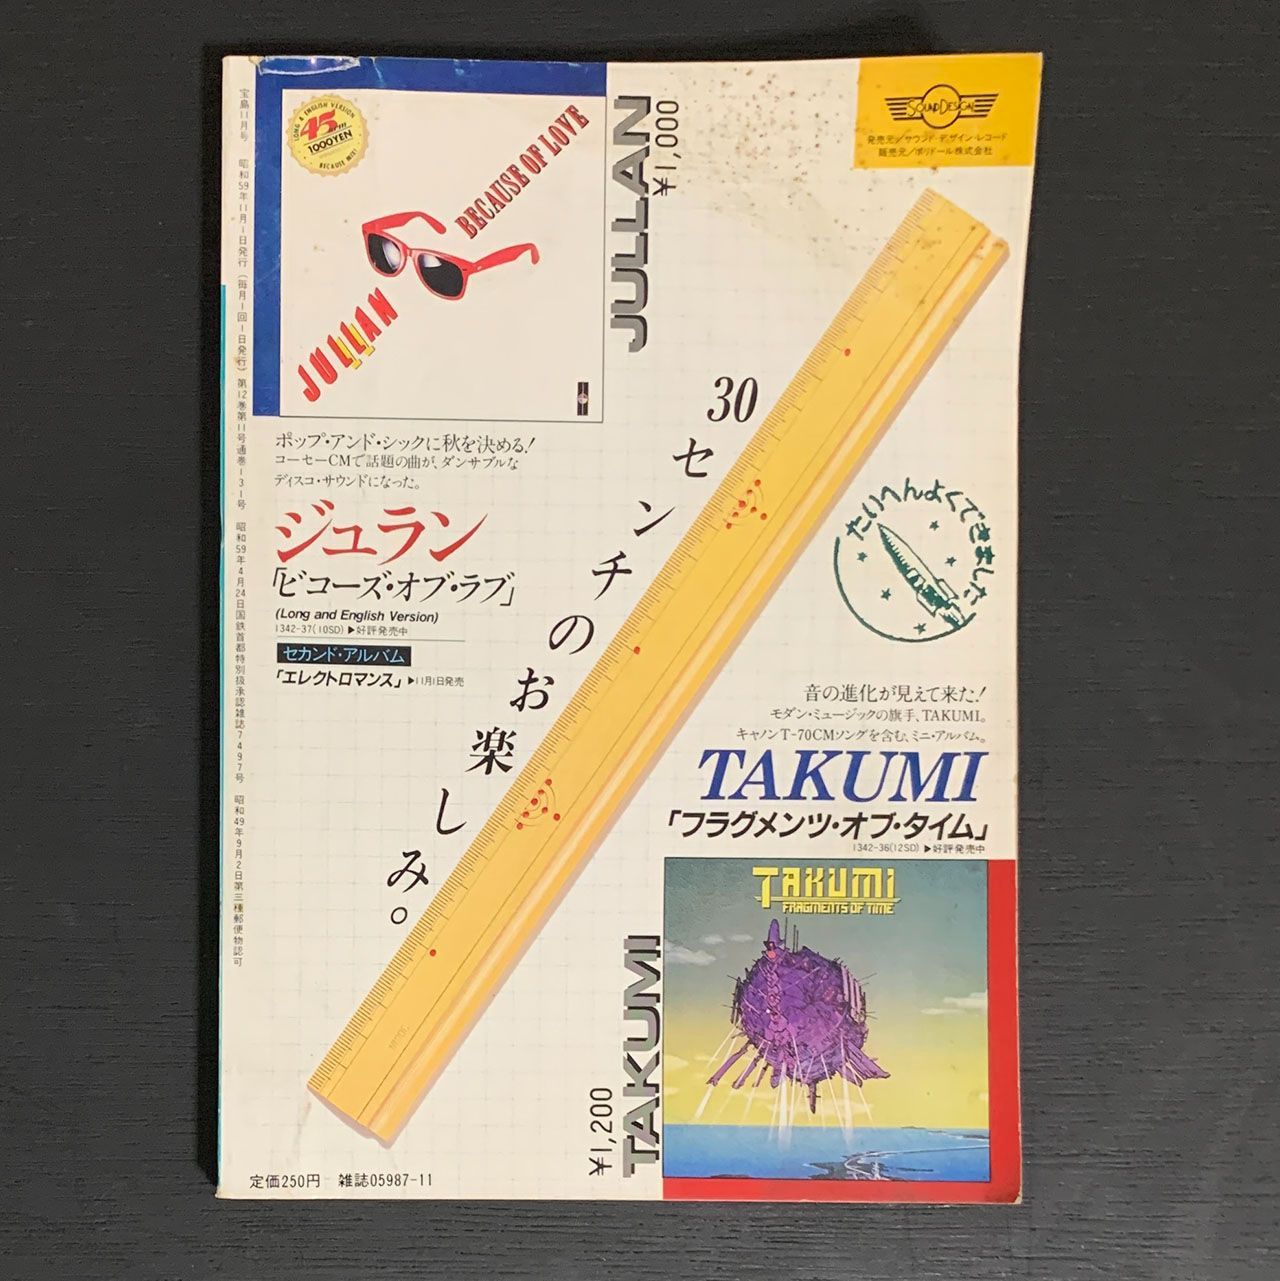 宝島11月号 昭和59年11月1日発行(毎月1回1日発行)第12巻第11号通巻131号 昭和59年4月24日国鉄首都特別扱承認雑誌7497号 昭和49年9月2日第三種郵便物認可
LONG & ENGLISH VERSION
45rpm
1000YEN
BECAUSE MIX!
BECAUSE OF LOVE
JULLAN
JULLAN
¥1,000
SOUND DESIGN
発売元/サウンド・デザイン・レコード
販売元/ポリドール株式会社
ポップ・アンド・シックに秋を決める!
コーセーCMで話題の曲が、ダンサブルな
ディスコ・サウンドになった。
ジュラン
「ビコーズ・オブ・ラブ」
(Long and English Version)
1342-37(10SD)▶好評発売中
セカンド・アルバム
「エレクトロマンス」▶11月1日発売
30センチのお楽しみ。
たいへんよくできました
音の進化が見えて来た!
モダン・ミュージックの旗手、TAKUMI。
キャノンT-70CMソングを含む、ミニ・アルバム。
TAKUMI
「フラグメンツ・オブ・タイム」
1342-36(12SD)▶好評発売中
TAKUMI
FRAGMENTS OF TIME
TAKUMI
¥1,200
定価250円 雑誌05987-11